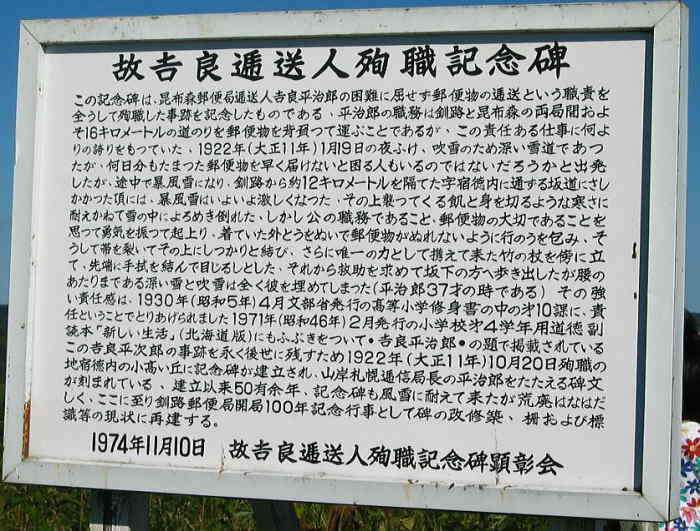 故吉良逓送人殉職記念碑
この記念碑は、昆布森郵便局逓送人吉良平治郎の困難に屈せず郵便物の逓送という職責を
全うして殉職した事跡を記念したものである、平治郎の職務は釧路と昆布森の両局間およ
そ16キロメートルの道のりを郵便物を背負って運ぶことであるが、この責任ある仕事に何よ
りの誇りをもっていた、1922年(大正11年)1月19日の夜ふけ、吹雪のため深い雪道であつ
たが、何日分もたまった郵便物を早く届けないと困る人もいるのではないだろうかと出発
したが、途中で暴風雪になり、釧路から約12キロメートルを隔てた字宿徳内に通する坂道にさし
かかった頂には、暴風雪はいよいよ激しくなった、その上襲ってくる飢と身を切るような寒さに
耐えかねて雪の中によろめき倒れた、しかし公の職務であること、郵便物の大切であることを
思って勇気を振って起上り、着ていた外とうをぬいで郵便物がぬれないように行のうを包み、そ
うして帯を裂いてその上にしっかりと結び、さらに唯一の力として携えて来た竹の杖を傍に立
て、先端に手拭を結んで目じるしとした、それから救助を求めて坂下の方へ歩き出したが腰の
あたりまである深い雪と吹雪は全く彼を埋めてしまった(平治郎37才の時である) その強
い責任感は、1930年(昭和5年)4月文部省発行の高等小学修身書の中の才10課に、責
任ということでとりあげられました1971年(昭和46年)2月発行の小学校才4学年用道徳副
読本「新しい生活」(北海道版)にもふぶきをついて・吉良平治郎・の題で掲載されている
この吉良平次郎の事跡を永く後世に残すため1922年(大正11年)10月20日殉職の
地宿徳内の小高い丘に記念碑が建立され、山岸札幌逓信局長の平治郎をたたえる碑文
が刻まれている、建立以来50有余年、記念碑も風雪に耐えて来たが荒廃はなはだ
しく、ここに至り釧路郵便局開局100年記念行事として碑の改修築、柵および標
識等の現状に再建する。
1974年11月10日 故吉良逓送人殉職記念碑顕彰会